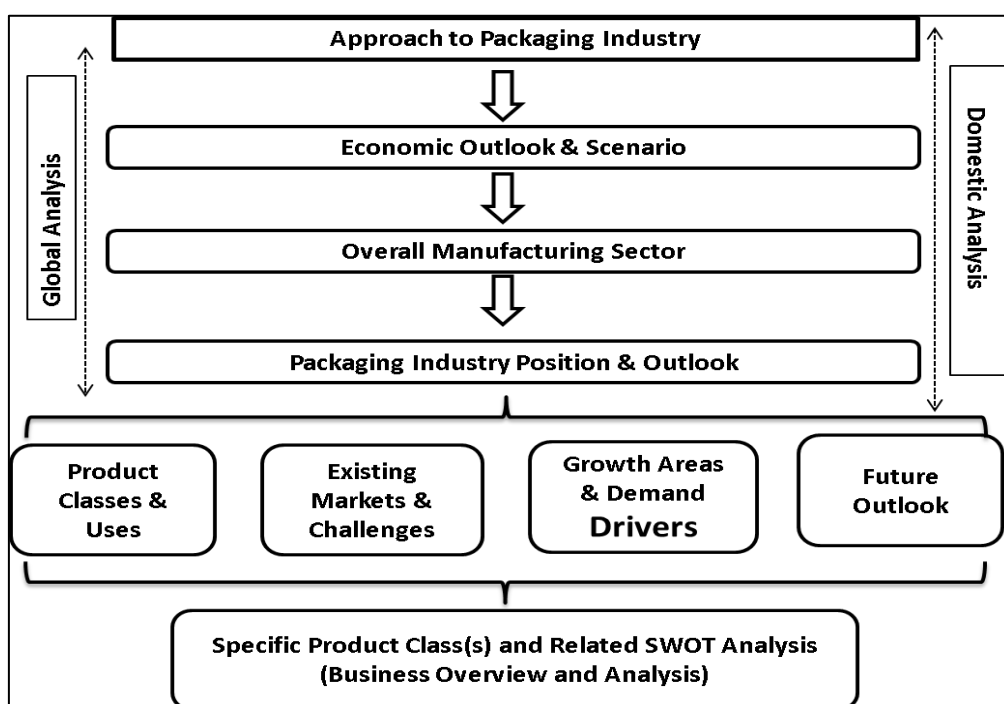 Approach to Packaging Industry
Global Analysis
Domestic Analysis
Economic Outlook & Scenario
Overall Manufacturing Sector
Packaging Industry Position & Outlook
Product
Classes &
Uses
Existing
Markets &
Challenges
Growth Areas
& Demand
Drivers
Future
Outlook
Specific Product Class(s) and Related SWOT Analysis
(Business Overview and Analysis)